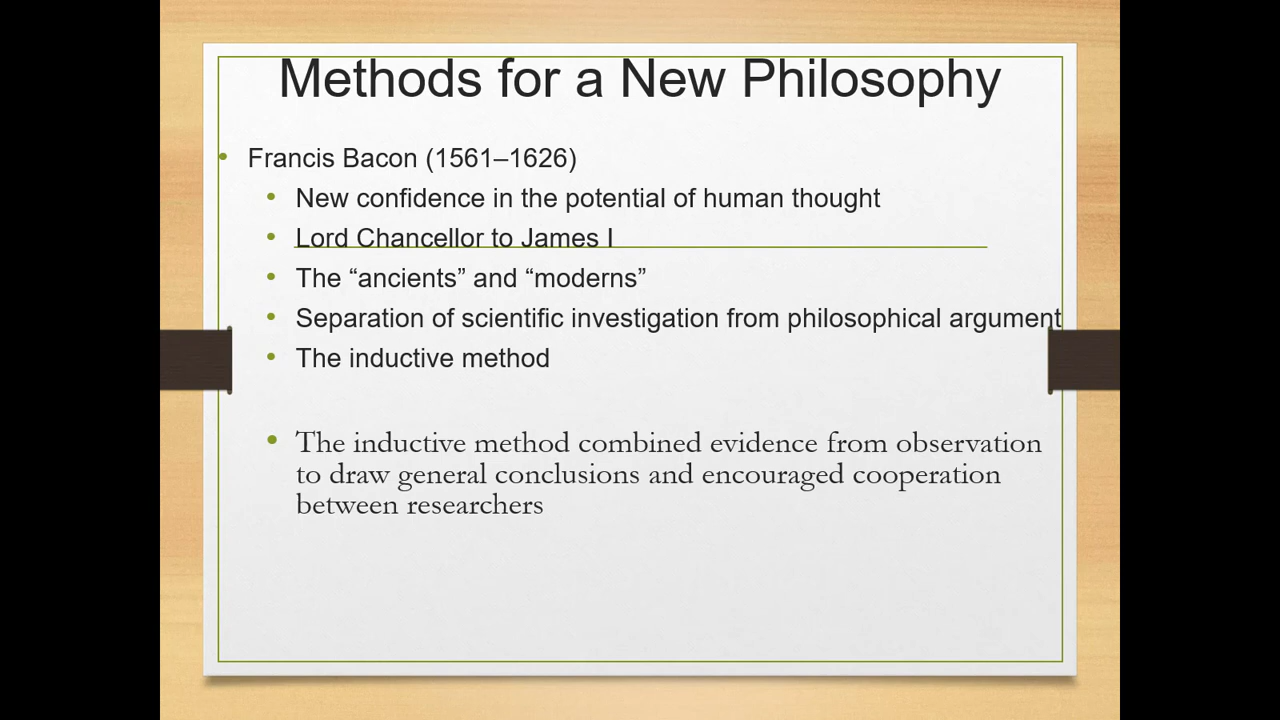 Methods for a New Philosophy
• Francis Bacon (1561–1626)
• New confidence in the potential of human thought
• Lord Chancellor to James I
• The “ancients” and “moderns”
• Separation of scientific investigation from philosophical argument
• The inductive method
• The inductive method combined evidence from observation
to draw general conclusions and encouraged cooperation
between researchers